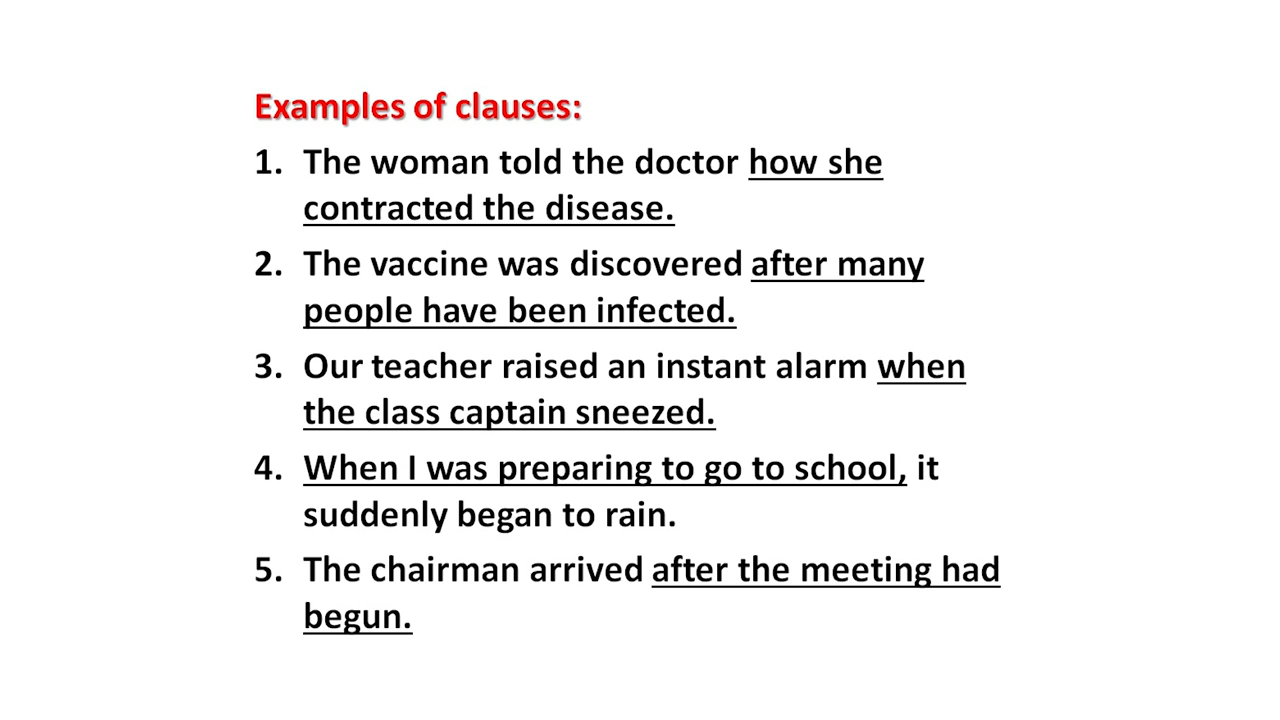 Examples of clauses:
1. The woman told the doctor how she
contracted the disease.
2. The vaccine was discovered after many
people have been infected.
3. Our teacher raised an instant alarm when
the class captain sneezed.
4. When I was preparing to go to school, it
suddenly began to rain.
5. The chairman arrived after the meeting had
begun.